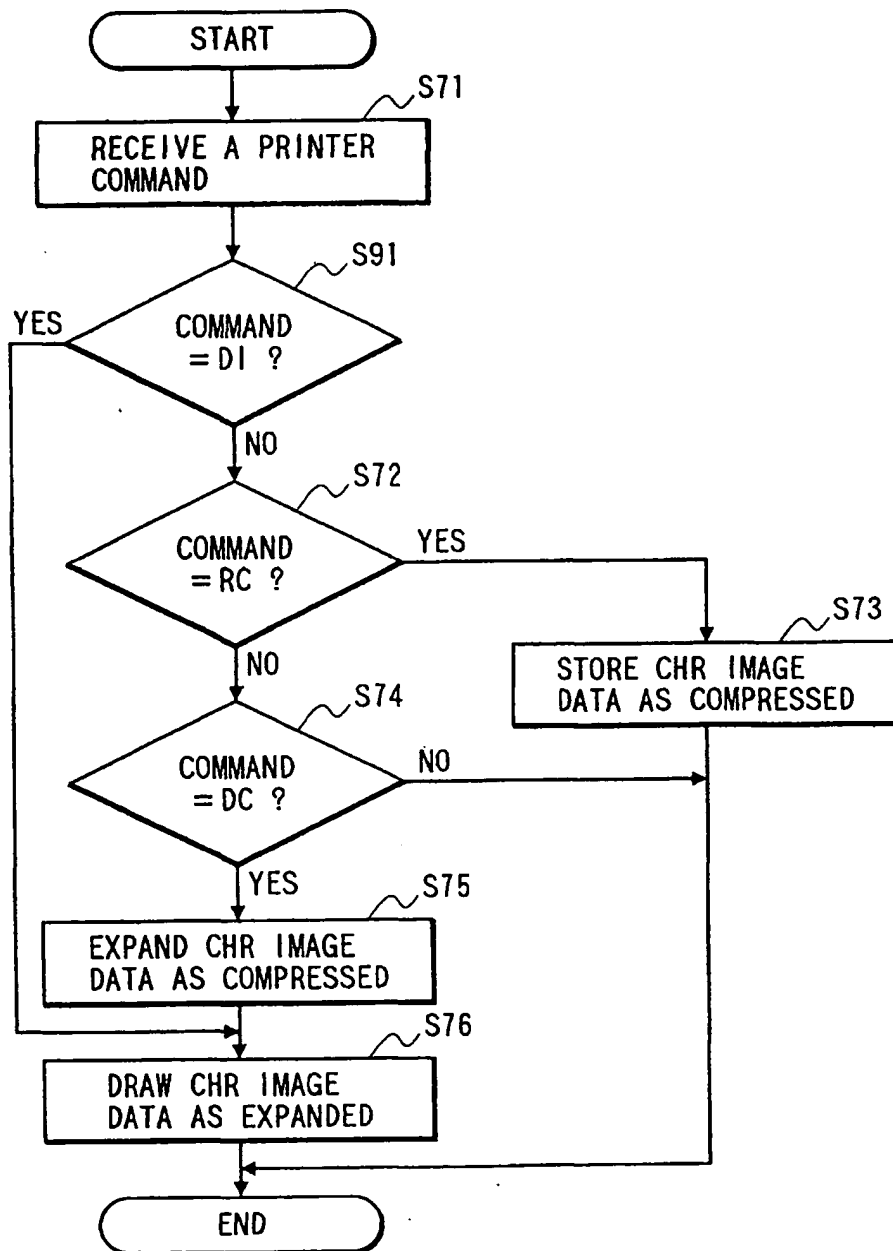 START
S71
RECEIVE A PRINTER
COMMAND
S91
YES
COMMAND
= DI ?
NO
S72
COMMAND
= RC ?
YES
S73
NO
STORE CHR IMAGE
DATA AS COMPRESSED
S74
COMMAND
= DC ?
NO
YES
S75
EXPAND CHR IMAGE
DATA AS COMPRESSED
S76
DRAW CHR IMAGE
DATA AS EXPANDED
END